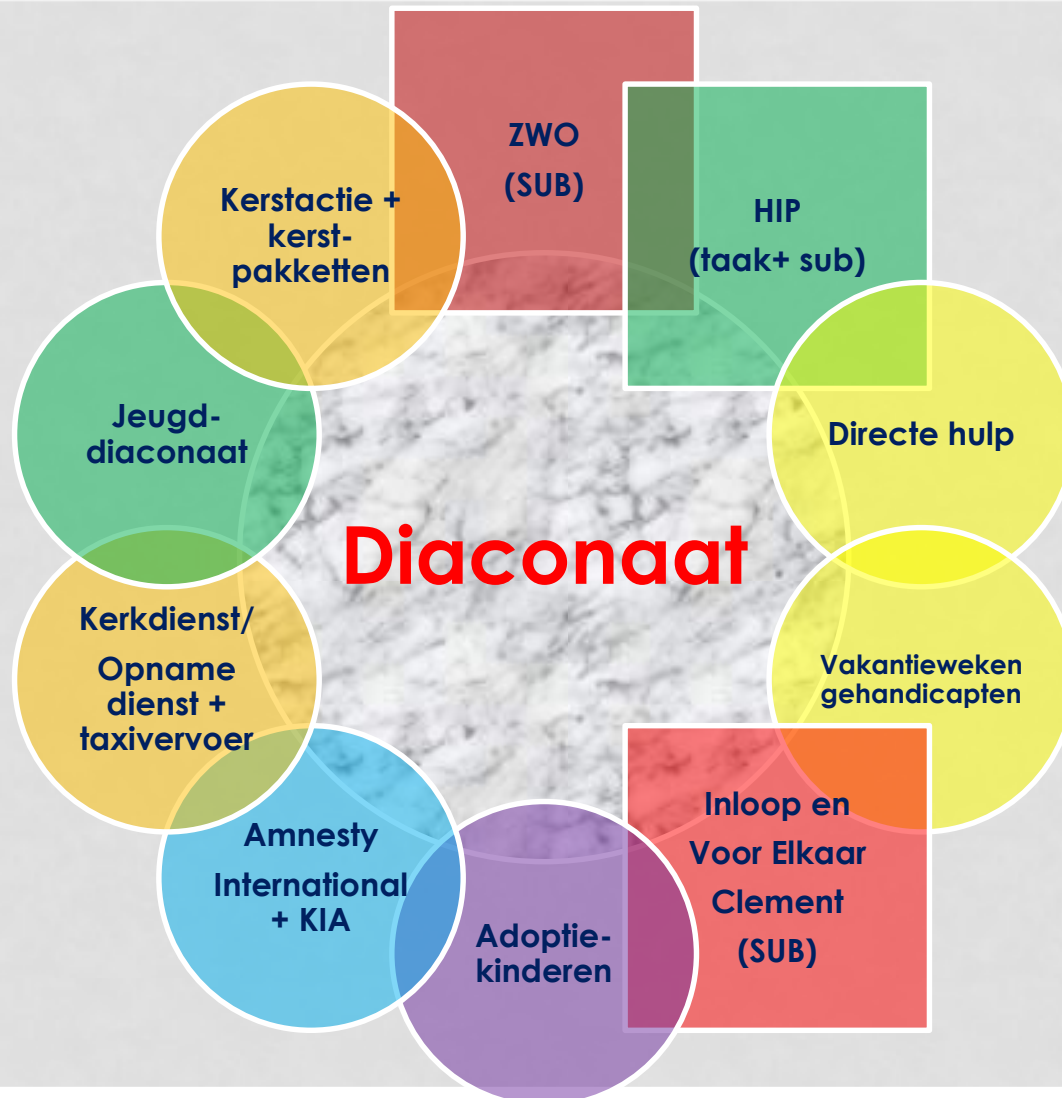 ZWO
(SUB)
HIP
(taak+ sub)
Directe hulp
Vakantieweken
gehandicapten
Inloop en
Voor Elkaar
Clement
(SUB)
Adoptie-
kinderen
Amnesty
International
+ KIA
Kerkdienst/
Opname
dienst +
taxivervoer
Jeugd-
diaconaat
Kerstactie +
kerst-
pakketten
Diaconaat